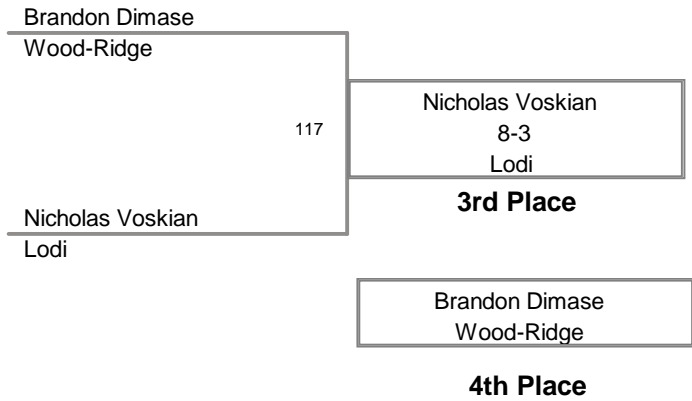 Brandon Dimase
Wood-Ridge
117
Nicholas Voskian
8-3
Lodi
3rd Place
Nicholas Voskian
Lodi
Brandon Dimase
Wood-Ridge
4th Place